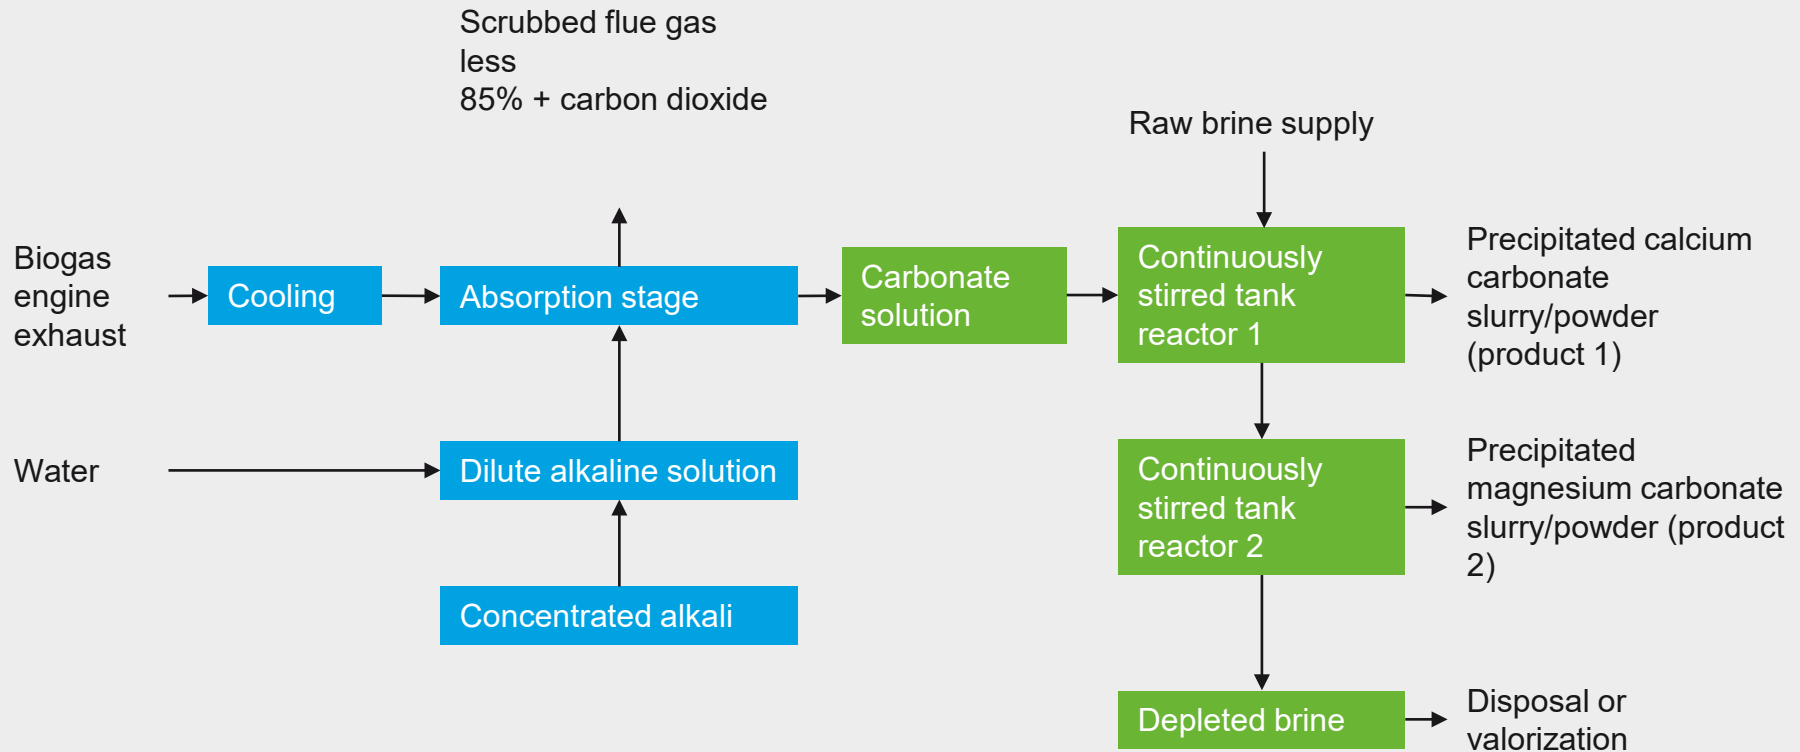 Scrubbed flue gas
less
85% + carbon dioxide
Raw brine supply
Biogas
engine
exhaust
Cooling
Absorption stage
Carbonate
solution
Continuously
stirred tank
reactor 1
Precipitated calcium
carbonate
slurry/powder
(product 1)
Water
Dilute alkaline solution
Continuously
stirred tank
reactor 2
Precipitated
magnesium carbonate
slurry/powder (product
2)
Concentrated alkali
Depleted brine
Disposal or
valorization